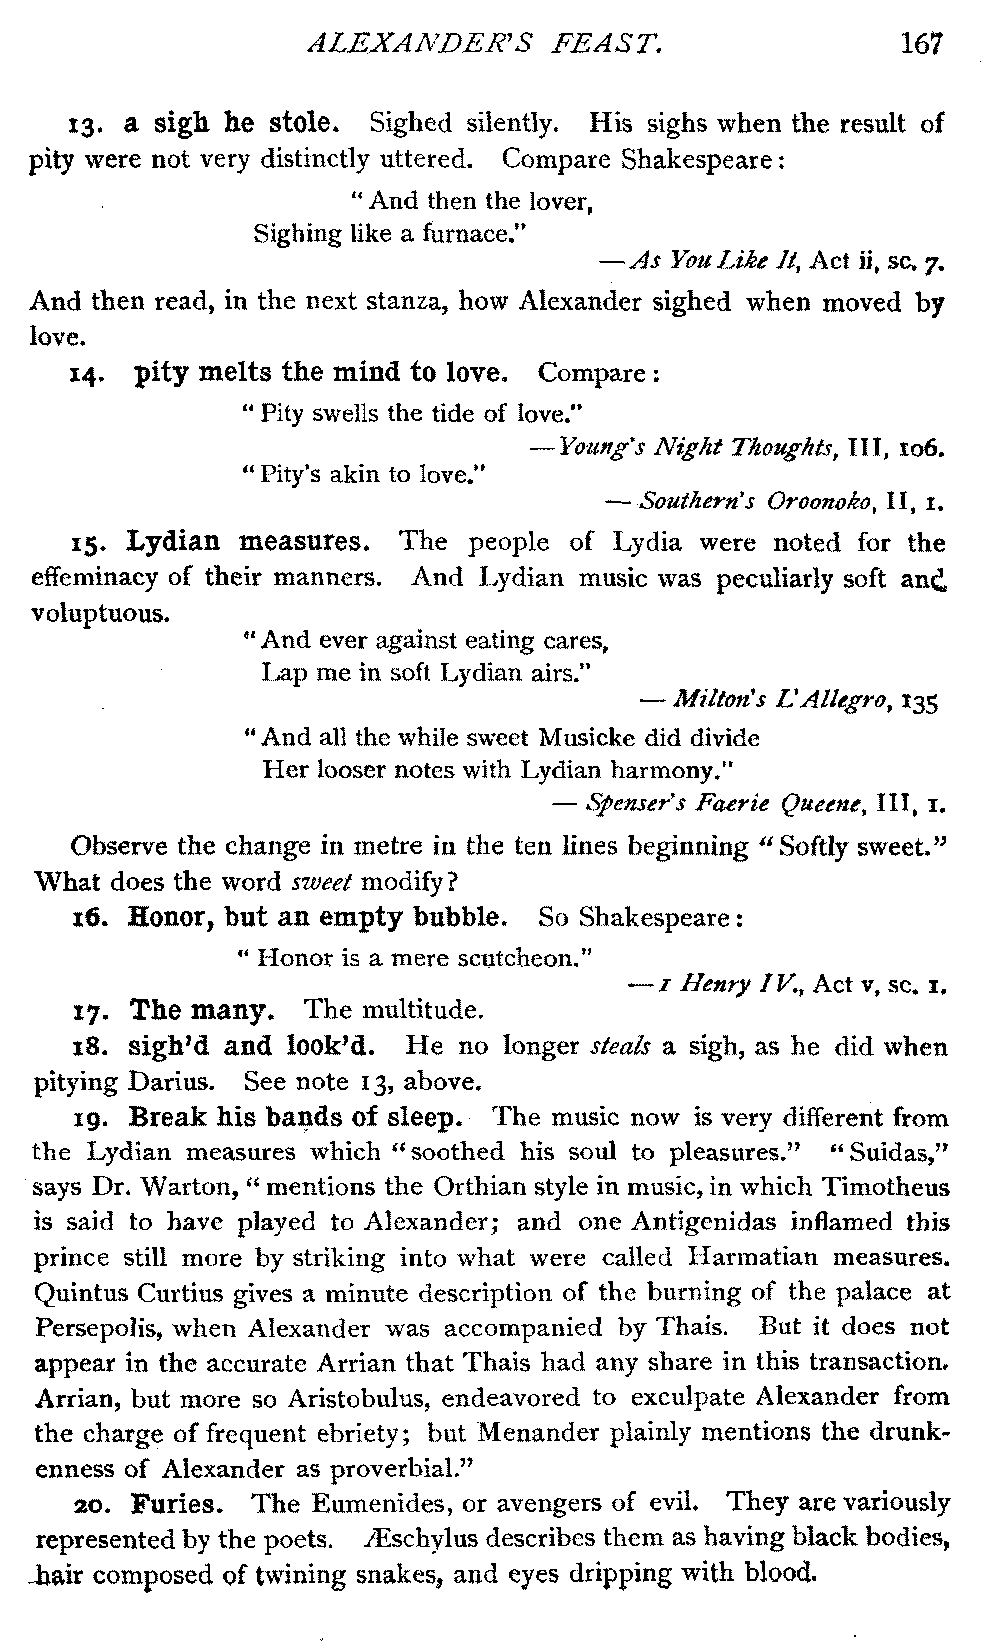 ALEXANDER'S FEAST. 167
13. a sigh he stole. Sighed silently. His sighs when the result of
pity were not very distinctly uttered. Compare Shakespeare:
"And then the lover,
Sighing like a furnace."
—As You Like It, Act ii, sc. 7.
And then read, in the next stanza, how Alexander sighed when moved by
love.
14. pity melts the mind to love. Compare:
"Pity swells the tide of love."
—Young's Night Thoughts, III, 106.
"Pity's akin to love."
— Southern's Oroonoko, II, 1.
15. Lydian measures. The people of Lydia were noted for the
effeminacy of their manners. And Lydian music was peculiarly soft and
voluptuous.
"And ever against eating cares,
Lap me in soft Lydian airs."
— Milton's L'Allegro, 135
"And all the while sweet Musicke did divide
Her looser notes with Lydian harmony."
— Spenser's Faerie Queene, III, 1.
Observe the change in metre in the ten lines beginning "Softly sweet."
What does the word sweet modify?
16. Honor, but an empty bubble. So Shakespeare:
"Honor is a mere scutcheon."
—1 Henry IV., Act v, sc. 1.
17. The many. The multitude.
18. sigh'd and look'd. He no longer steals a sigh, as he did when
pitying Darius. See note 13, above.
19. Break his bands of sleep. The music now is very different from
the Lydian measures which "soothed his soul to pleasures." "Suidas,"
says Dr. Warton, "mentions the Orthian style in music, in which Timotheus
is said to have played to Alexander; and one Antigenidas inflamed this
prince still more by striking into what were called Harmatian measures.
Quintus Curtius gives a minute description of the burning of the palace at
Persepolis, when Alexander was accompanied by Thais. But it does not
appear in the accurate Arrian that Thais had any share in this transaction.
Arrian, but more so Aristobulus, endeavored to exculpate Alexander from
the charge of frequent ebriety; but Menander plainly mentions the drunk-
enness of Alexander as proverbial."
20. Furies. The Eumenides, or avengers of evil. They are variously
represented by the poets. Æschylus describes them as having black bodies,
hair composed of twining snakes, and eyes dripping with blood.